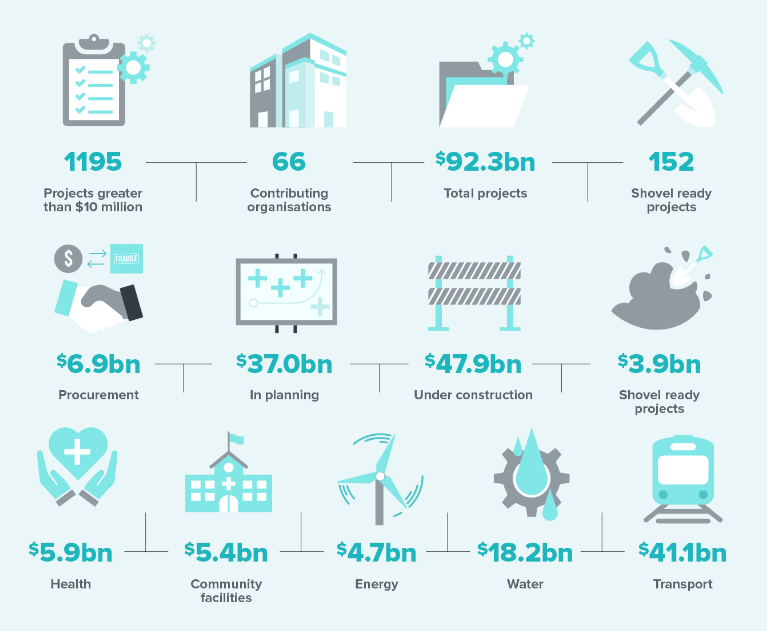 1195
66
$92.3bn
152
Projects greater
than $10 million
Contributing
organisations
Total projects
Shovel ready
projects
$
FRAGILE
$6.9bn
$37.0bn
$47.9bn
$3.9bn
Procurement
In planning
Under construction
Shovel ready
projects
$5.9bn
$5.4bn
$4.7bn
$18.2bn
$41.1bn
Health
Community
facilities
Energy
Water
Transport